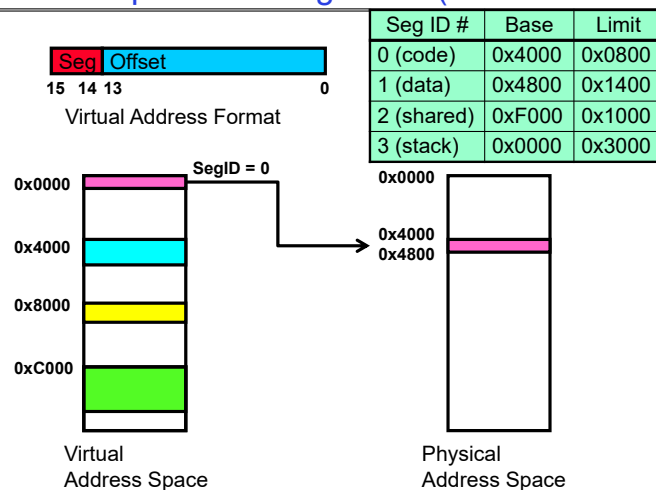 Seg ID # Base Limit
0 (code) 0x4000 0x0800
1 (data) 0x4800 0x1400
2 (shared) 0xF000 0x1000
3 (stack) 0x0000 0x3000
Seg Offset
15 14 13 0
Virtual Address Format
SegID = 0
0x0000
0x4000
0x8000
0xC000
Virtual
Address Space
0x0000
0x4000
0x4800
Physical
Address Space